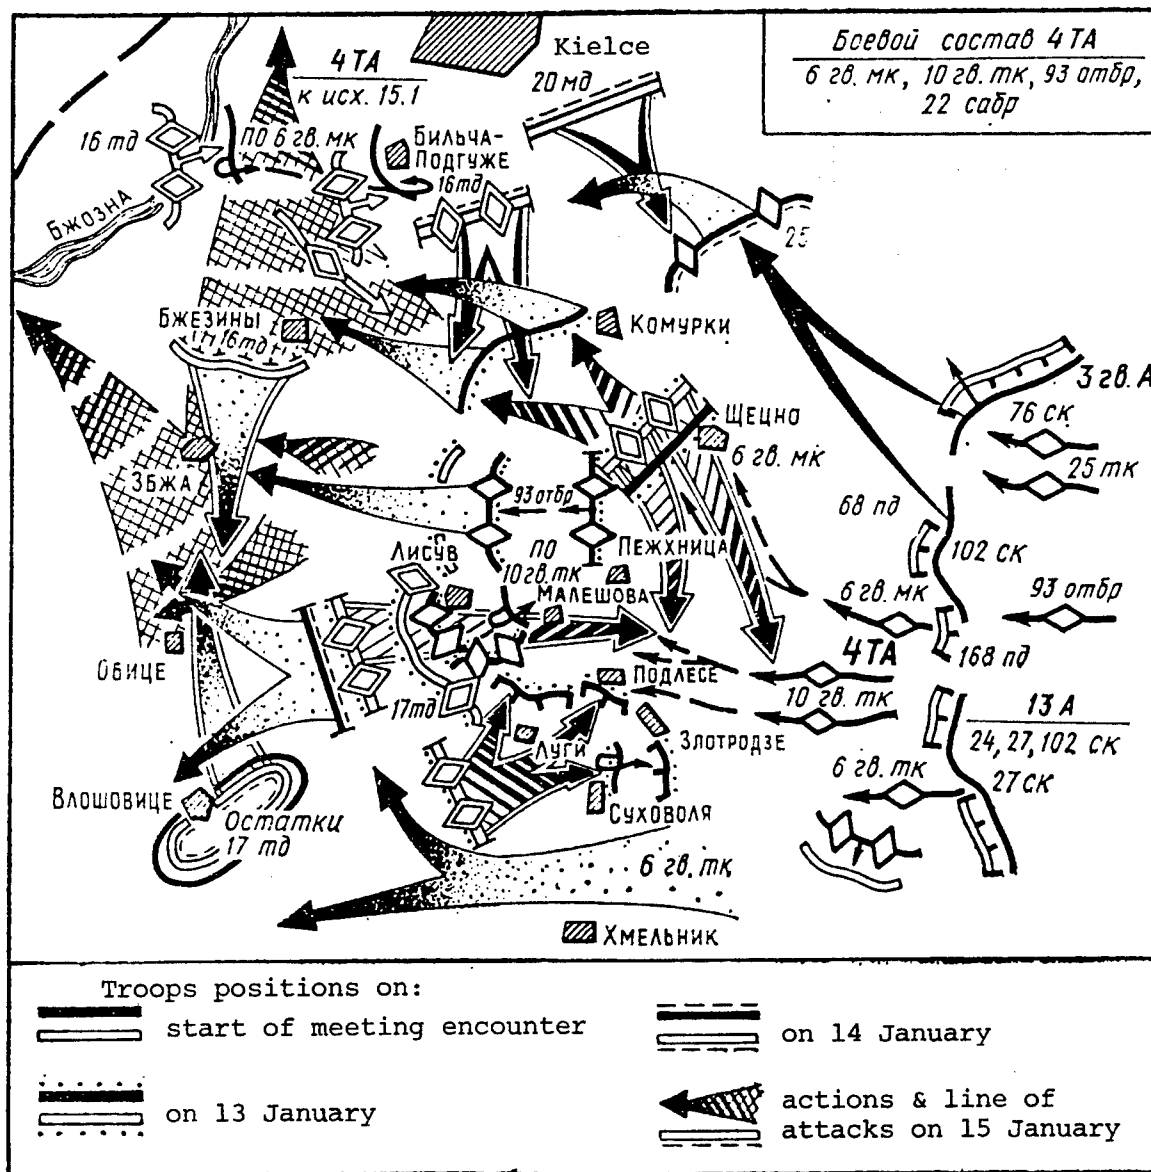 Kielce
Боевой состав 4 ТА
6 гв. мк, 10 гв. тк, 93 отбр,
22 сабр
4 ТА
к исх. 15.1
20 мд
16 тд
ПО 6 гв. мк
БИЛЬЧА-
ПОДГУЖЕ
16 тд
БЖОЗНА
25
БЖЕЗИНЫ
16 тд
КОМУРКИ
3 гв. А
76 СК
ЩЕЦНО
6 гв. мк
25 тк
ЗБЖА
93 отбр
68 пд
102 СК
ЛИСУВ
ПО
10 гв. тк
ПЕЖХНИЦА
МАЛЕШОВА
6 гв. мк
93 отбр
ОБИЦЕ
4 ТА
168 пд
ПОДЛЕСЕ
17 тд
10 гв. тк
13 А
24, 27, 102 СК
ЛУГИ
ЗЛОТРОДЗЕ
6 гв. тк
27 СК
ВЛОШОВИЦЕ
Остатки
17 тд
СУХОВОЛЯ
6 гв. тк
ХМЕЛЬНИК
Troops positions on:
start of meeting encounter
on 14 January
on 13 January
actions & line of
attacks on 15 January